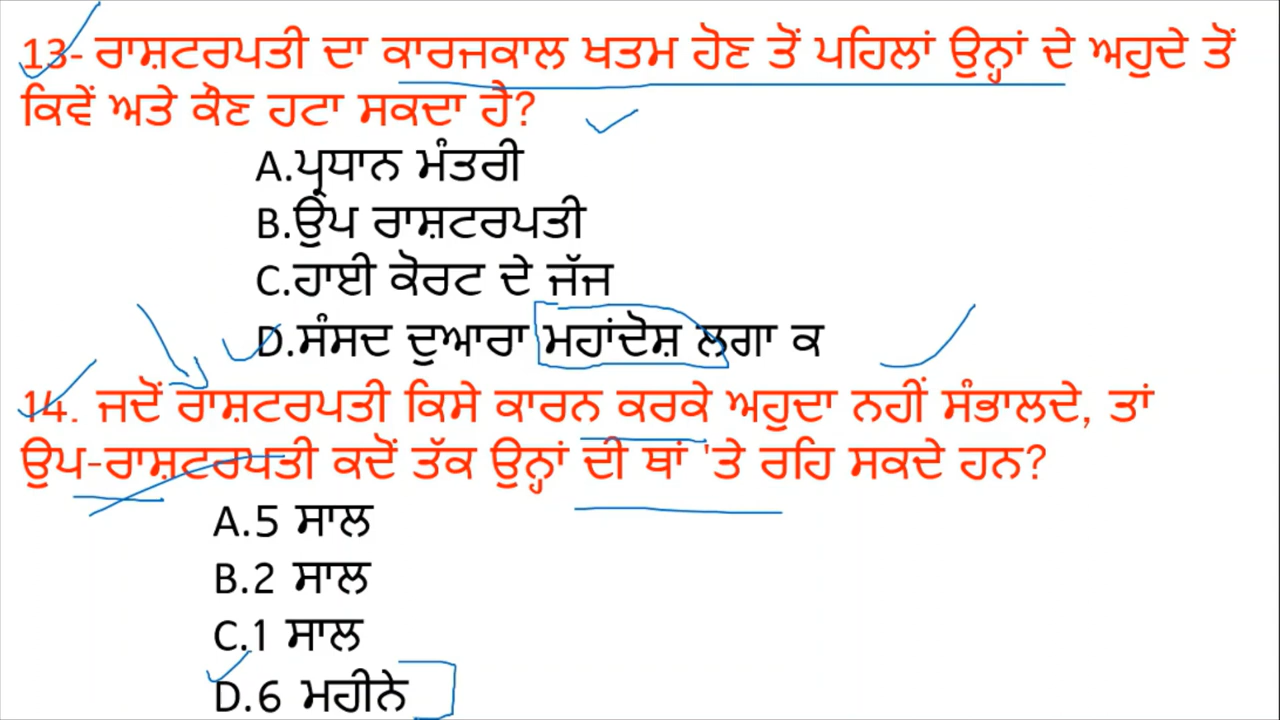 13- ਰਾਸ਼ਟਰਪਤੀ ਦਾ ਕਾਰਜਕਾਲ ਖਤਮ ਹੋਣ ਤੋਂ ਪਹਿਲਾਂ ਉਨ੍ਹਾਂ ਦੇ ਅਹੁਦੇ ਤੋਂ
ਕਿਵੇਂ ਅਤੇ ਕੌਣ ਹਟਾ ਸਕਦਾ ਹੈ?
A.ਪ੍ਰਧਾਨ ਮੰਤਰੀ
B.ਉਪ ਰਾਸ਼ਟਰਪਤੀ
C.ਹਾਈ ਕੋਰਟ ਦੇ ਜੱਜ
D.ਸੰਸਦ ਦੁਆਰਾ ਮਹਾਂਦੋਸ਼ ਲਗਾ ਕ
14. ਜਦੋਂ ਰਾਸ਼ਟਰਪਤੀ ਕਿਸੇ ਕਾਰਨ ਕਰਕੇ ਅਹੁਦਾ ਨਹੀਂ ਸੰਭਾਲਦੇ, ਤਾਂ
ਉਪ-ਰਾਸ਼ਟਰਪਤੀ ਕਦੋਂ ਤੱਕ ਉਨ੍ਹਾਂ ਦੀ ਥਾਂ 'ਤੇ ਰਹਿ ਸਕਦੇ ਹਨ?
A.5 ਸਾਲ
B.2 ਸਾਲ
C.1 ਸਾਲ
D.6 ਮਹੀਨੇ